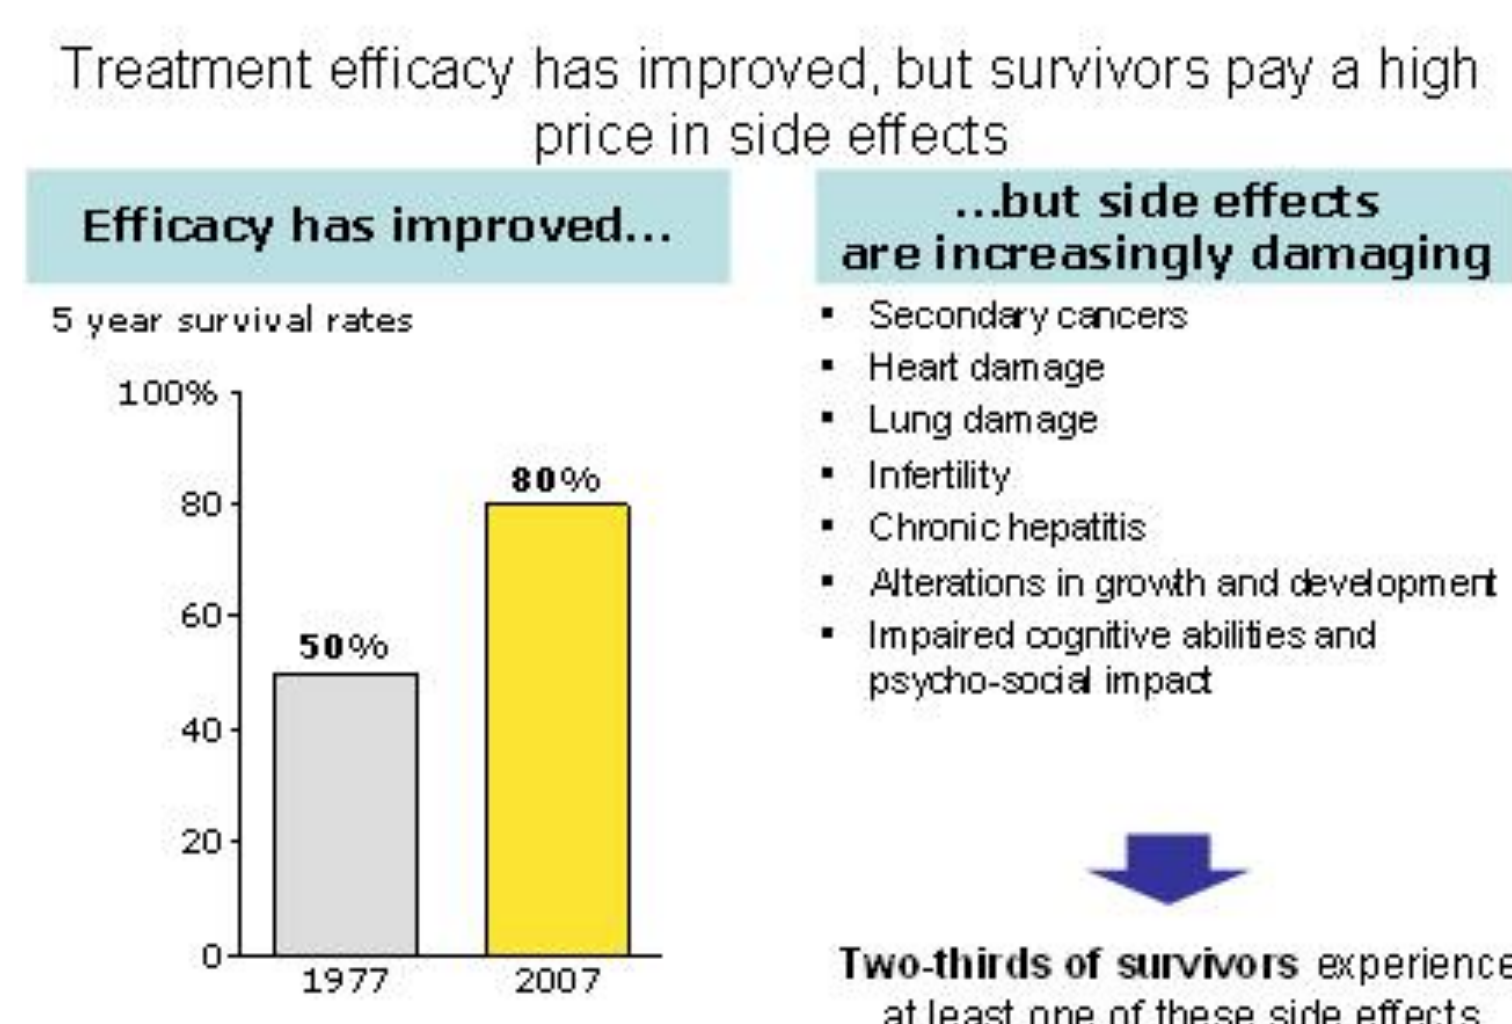 Treatment efficacy has improved, but survivors pay a high
price in side effects
Efficacy has improved...
5 year survival rates
100%
80
60
40
20
0
50%
80%
1977
2007
...but side effects
are increasingly damaging
▪ Secondary cancers
▪ Heart damage
▪ Lung damage
▪ Infertility
▪ Chronic hepatitis
▪ Alterations in growth and development
▪ Impaired cognitive abilities and
psycho-social impact
Two-thirds of survivors experience
at least one of these side effects